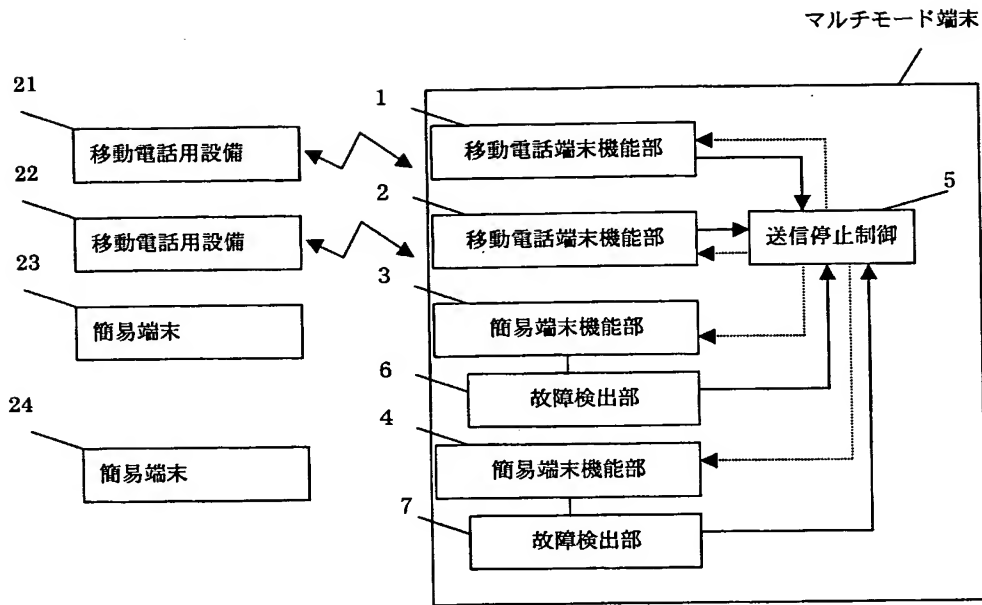 マルチモード端末
21
移動電話用設備
22
移動電話用設備
23
簡易端末
24
簡易端末
1
移動電話端末機能部
2
移動電話端末機能部
3
簡易端末機能部
6
故障検出部
4
簡易端末機能部
7
故障検出部
5
送信停止制御